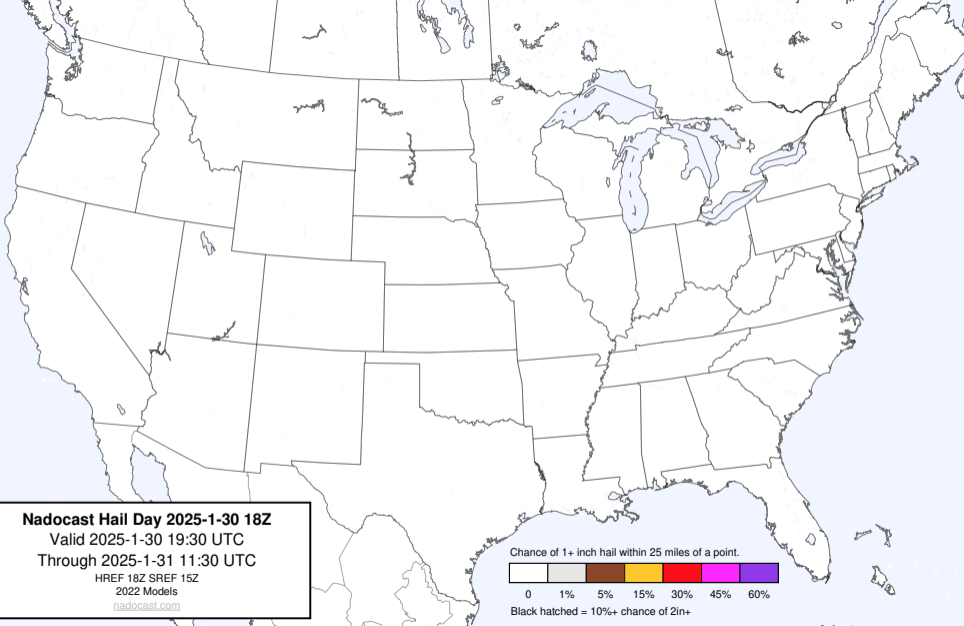 Nadocast Hail Day 2025-1-30 18Z
Valid 2025-1-30 19:30 UTC
Through 2025-1-31 11:30 UTC
HREF 18Z SREF 15Z
2022 Models
nadocast.com
Chance of 1+ inch hail within 25 miles of a point.
0 1% 5% 15% 30% 45% 60%
Black hatched = 10%+ chance of 2in+